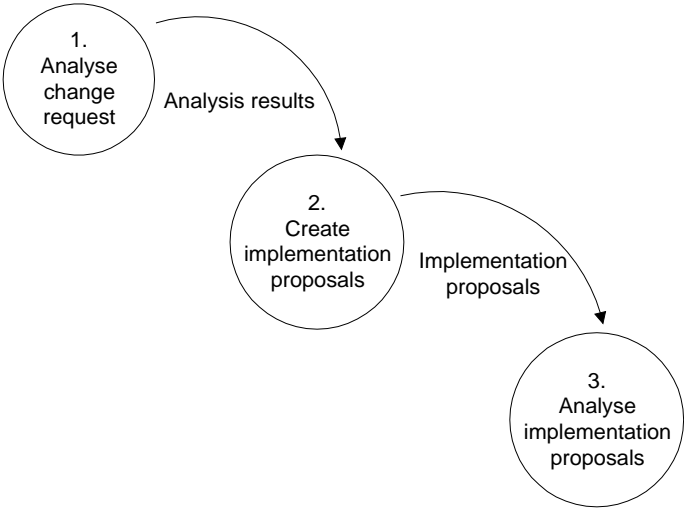 1.
Analyse
change
request
Analysis results
2.
Create
implementation
proposals
Implementation
proposals
3.
Analyse
implementation
proposals